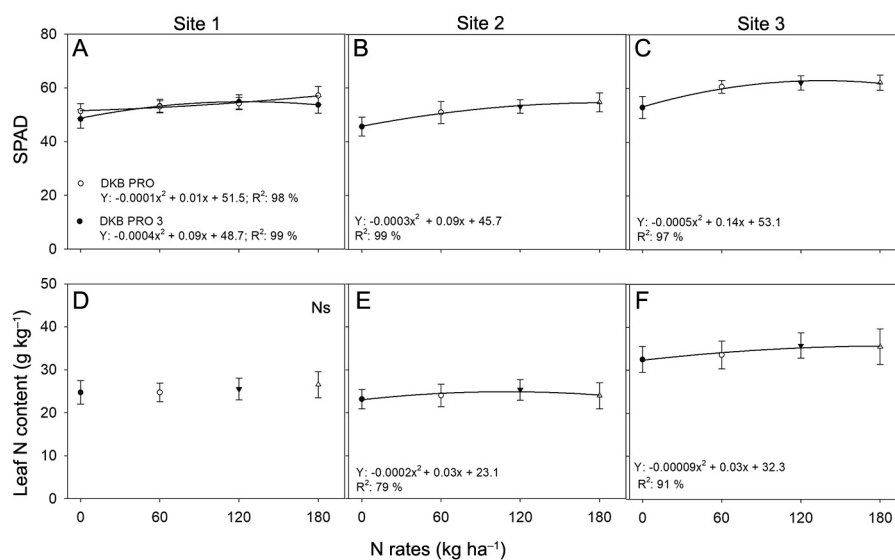 Site 1 Site 2 Site 3
80
60
40
20
0
SPAD
A
DKB PRO
Y: -0.0001x² + 0.01x + 51.5; R²: 98 %
DKB PRO 3
Y: -0.0004x² + 0.09x + 48.7; R²: 99 %
B
Y: -0.0003x² + 0.09x + 45.7
R²: 99 %
C
Y: -0.0005x² + 0.14x + 53.1
R²: 97 %
50
40
30
20
10
0
Leaf N content (g kg⁻¹)
D Ns
E
Y: -0.0002x² + 0.03x + 23.1
R²: 79 %
F
Y: -0.00009x² + 0.03x + 32.3
R²: 91 %
0 60 120 180 0 60 120 180 0 60 120 180
N rates (kg ha⁻¹)